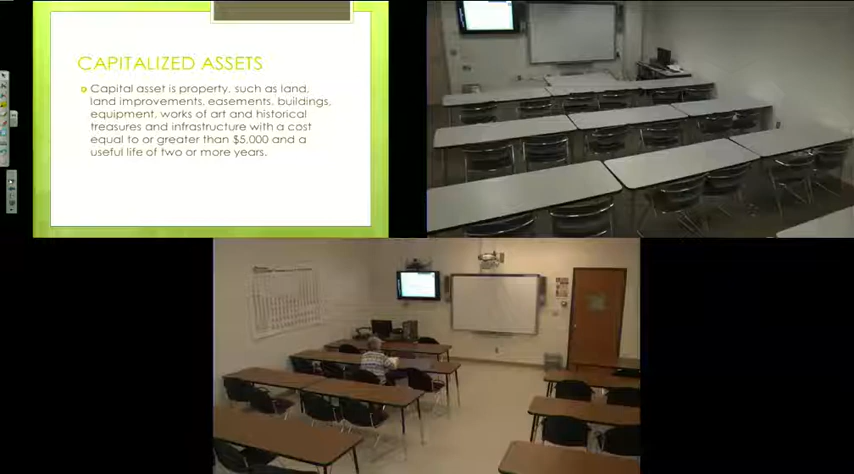 CAPITALIZED ASSETS
Capital asset is property, such as land,
land improvements, easements, buildings,
equipment, works of art and historical
treasures and infrastructure with a cost
equal to or greater than $5,000 and a
useful life of two or more years.